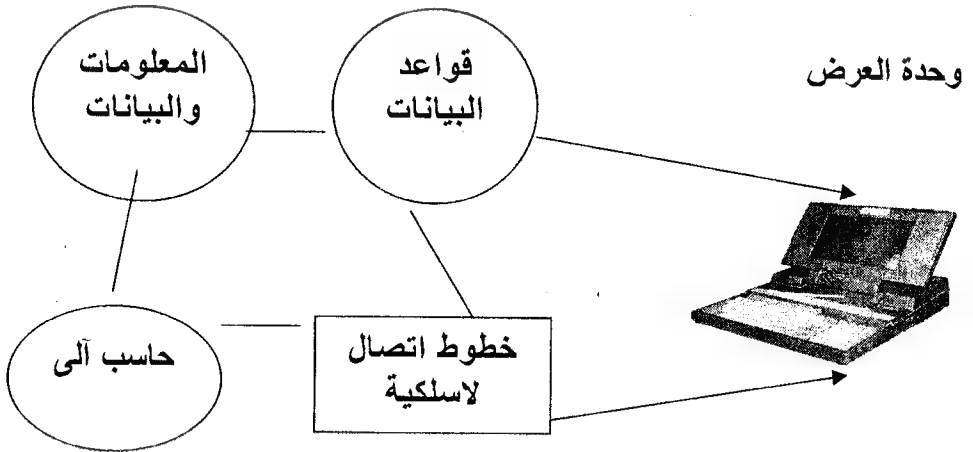 وحدة العرض
قواعد
البيانات
المعلومات
والبيانات
خطوط اتصال
لاسلكية
حاسب آلى